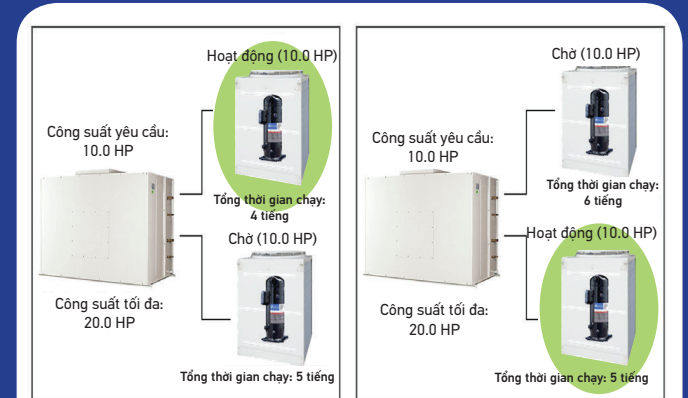 Hoạt động (10.0 HP)
Công suất yêu cầu:
10.0 HP
Tổng thời gian chạy:
4 tiếng
Chờ (10.0 HP)
Công suất tối đa:
20.0 HP
Tổng thời gian chạy: 5 tiếng
Chờ (10.0 HP)
Công suất yêu cầu:
10.0 HP
Tổng thời gian chạy:
6 tiếng
Hoạt động (10.0 HP)
Công suất tối đa:
20.0 HP
Tổng thời gian chạy: 5 tiếng